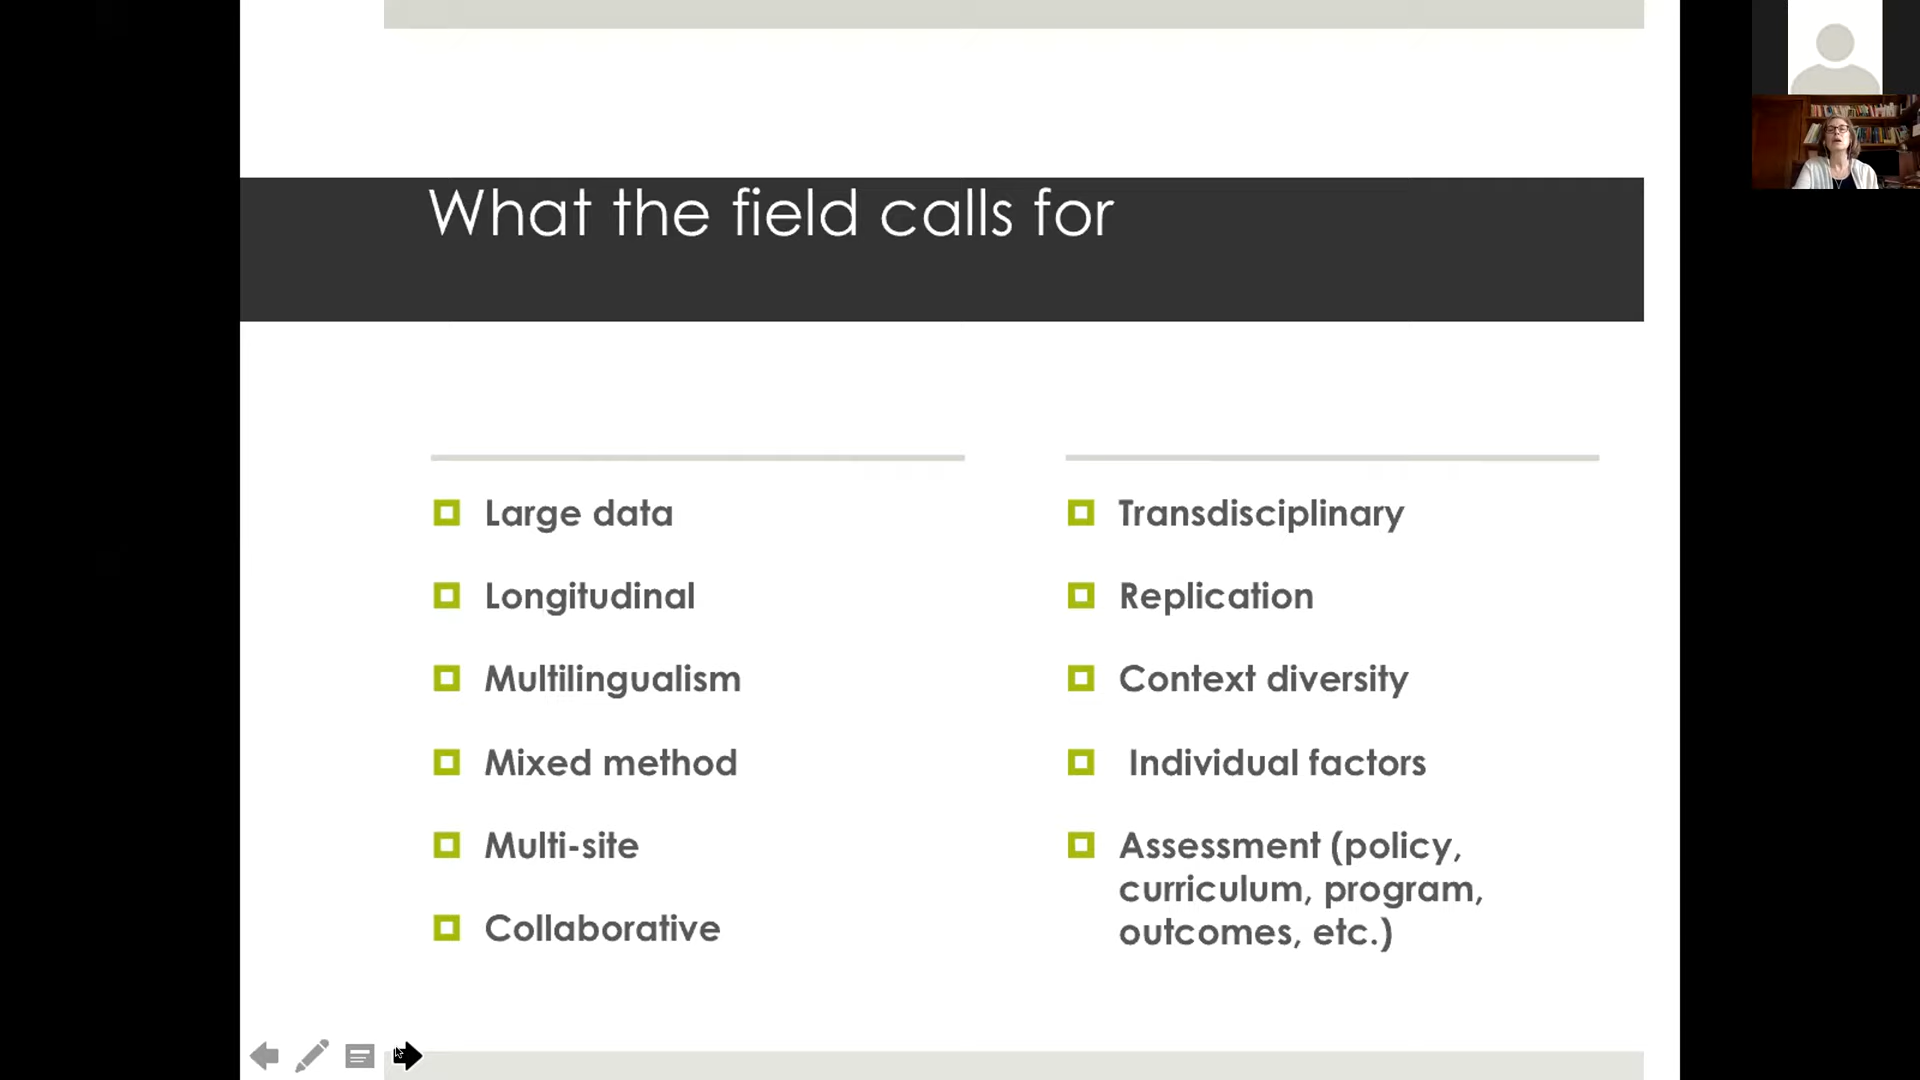 What the field calls for
Large data
Longitudinal
Multilingualism
Mixed method
Multi-site
Collaborative
Transdisciplinary
Replication
Context diversity
Individual factors
Assessment (policy,
curriculum, program,
outcomes, etc.)